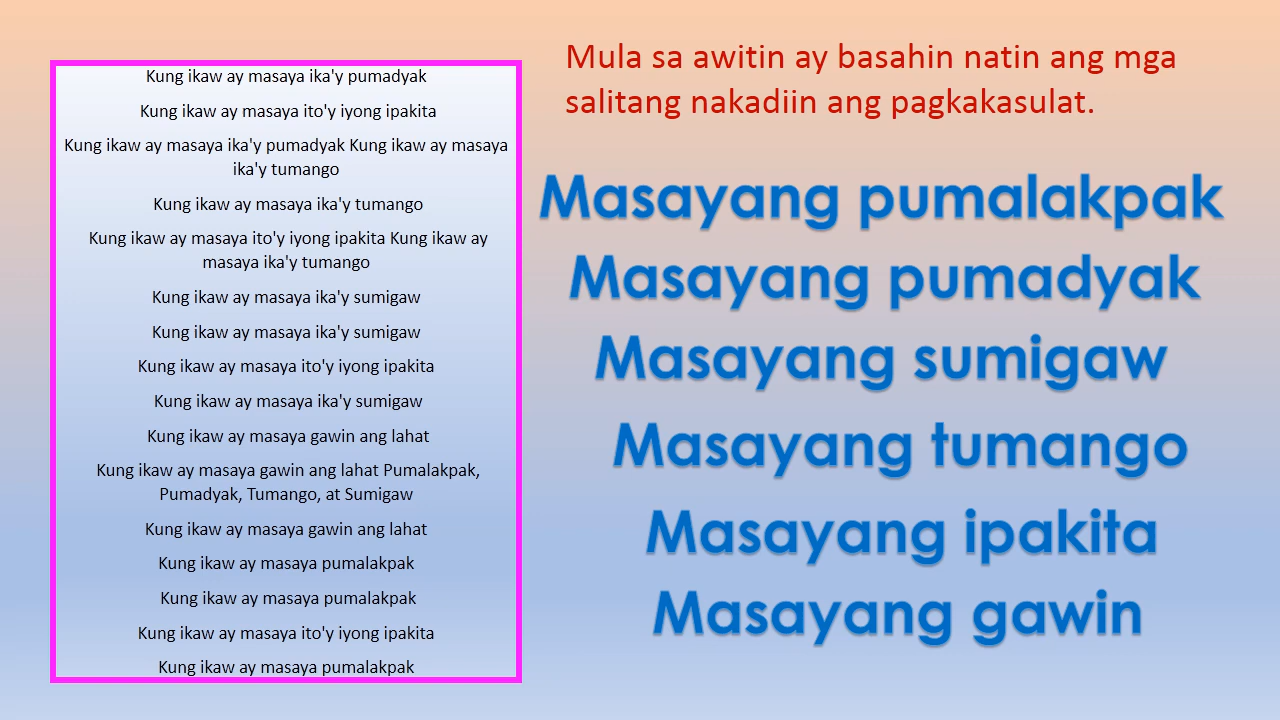 Kung ikaw ay masaya ika'y pumadyak
Kung ikaw ay masaya ito'y iyong ipakita
Kung ikaw ay masaya ika'y pumadyak Kung ikaw ay masaya
ika'y tumango
Kung ikaw ay masaya ika'y tumango
Kung ikaw ay masaya ito'y iyong ipakita Kung ikaw ay
masaya ika'y tumango
Kung ikaw ay masaya ika'y sumigaw
Kung ikaw ay masaya ika'y sumigaw
Kung ikaw ay masaya ito'y iyong ipakita
Kung ikaw ay masaya ika'y sumigaw
Kung ikaw ay masaya gawin ang lahat
Kung ikaw ay masaya gawin ang lahat Pumalakpak,
Pumadyak, Tumango, at Sumigaw
Kung ikaw ay masaya gawin ang lahat
Kung ikaw ay masaya pumalakpak
Kung ikaw ay masaya pumalakpak
Kung ikaw ay masaya ito'y iyong ipakita
Kung ikaw ay masaya pumalakpak
Mula sa awitin ay basahin natin ang mga
salitang nakadiin ang pagkakasulat.
Masayang pumalakpak
Masayang pumadyak
Masayang sumigaw
Masayang tumango
Masayang ipakita
Masayang gawin